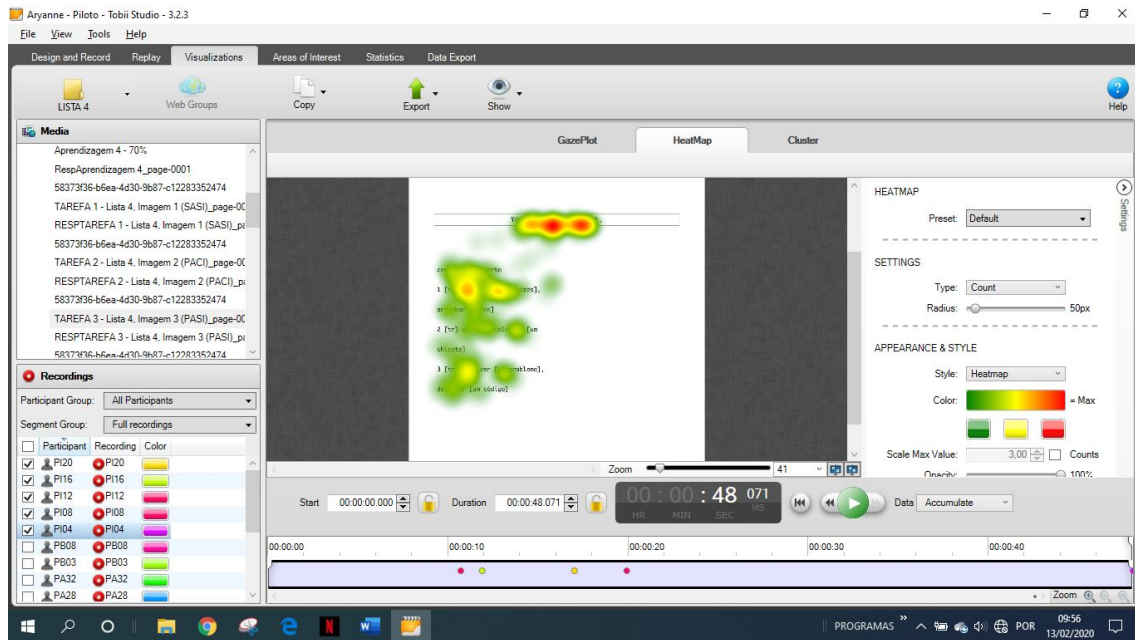 Aryanne - Piloto - Tobii Studio - 3.2.3
File View Tools Help
Design and Record Replay Visualizations Areas of Interest Statistics Data Export
LISTA 4 Web Groups Copy Export Show Help
Media
Aprendizagem 4 - 70%
RespAprendizagem 4_page-0001
58373f36-b6ea-4d30-9b87-c12283352474
TAREFA 1 - Lista 4, Imagem 1 (SASI)_page-0C
RESPTAREFA 1 - Lista 4, Imagem 1 (SASI)_pa
58373f36-b6ea-4d30-9b87-c12283352474
TAREFA 2 - Lista 4, Imagem 2 (PACI)_page-00
RESPTAREFA 2 - Lista 4, Imagem 2 (PACI)_pa
58373f36-b6ea-4d30-9b87-c12283352474
TAREFA 3 - Lista 4, Imagem 3 (PASI)_page-00
RESPTAREFA 3 - Lista 4, Imagem 3 (PASI)_pa
58373f36-b6ea-4d30-9b87-c12283352474
Recordings
Participant Group: All Participants
Segment Group: Full recordings
Participant Recording Color
PI20 PI20
PI16 PI16
PI12 PI12
PI08 PI08
PI04 PI04
PB08 PB08
PB03 PB03
PA32 PA32
PA28 PA28
GazePlot HeatMap Cluster
1
2 [tr] [um
3
[um código]
Zoom 41
HEATMAP
Preset: Default
SETTINGS
Type: Count
Radius: 50px
APPEARANCE & STYLE
Style: Heatmap
Color: = Max
Scale Max Value: 3,00 Counts
Opacity: 100%
Settings
Start 00:00:00.000 Duration 00:00:48.071 00 : 00 : 48 071 Data Accumulate
HR MIN SEC MS
00:00:00 00:00:10 00:00:20 00:00:30 00:00:40
Zoom
PROGRAMAS POR 09:56
13/02/2020